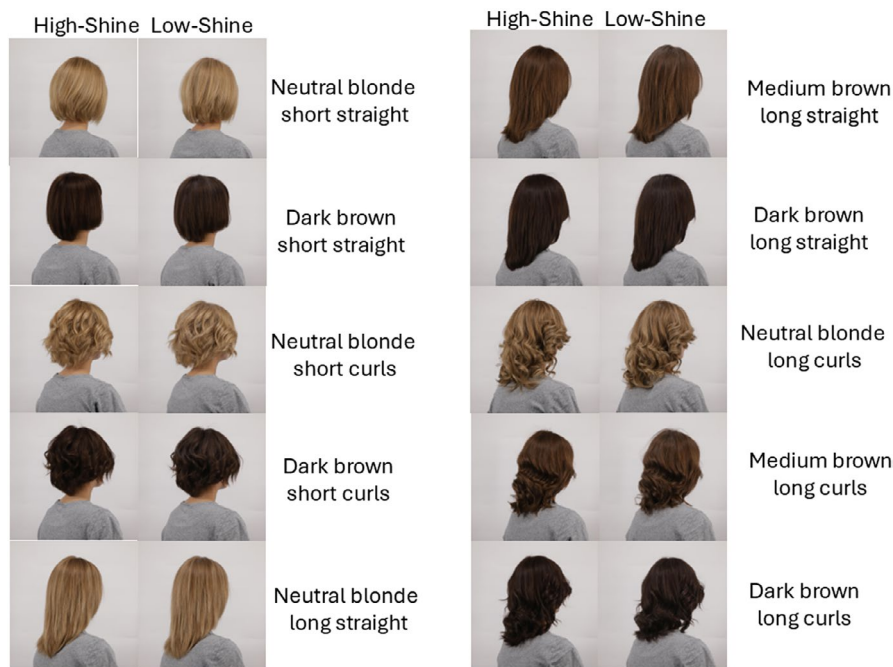 High-Shine Low-Shine
Neutral blonde
short straight
Dark brown
short straight
Neutral blonde
short curls
Dark brown
short curls
Neutral blonde
long straight
High-Shine Low-Shine
Medium brown
long straight
Dark brown
long straight
Neutral blonde
long curls
Medium brown
long curls
Dark brown
long curls